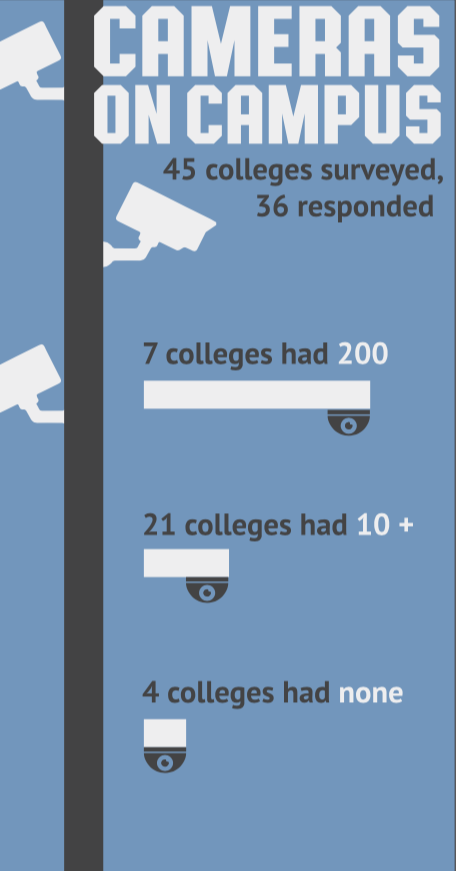 CAMERAS
ON CAMPUS
45 colleges surveyed,
36 responded
7 colleges had 200
21 colleges had 10 +
4 colleges had none